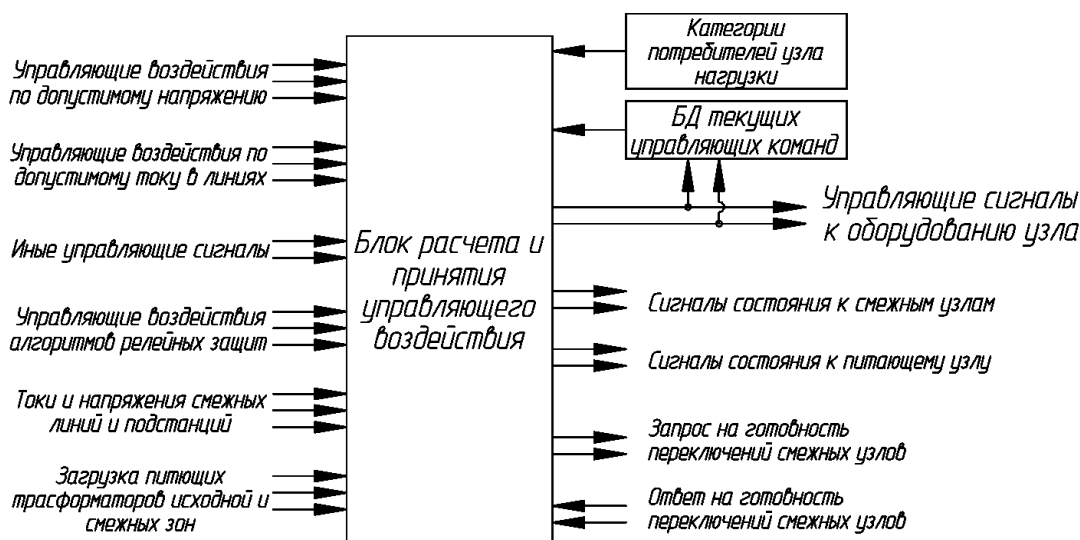 Управляющие воздействия
по допустимому напряжению
Управляющие воздействия по
допустимому току в линиях
Иные управляющие сигналы
Управляющие воздействия
алгоритмов релейных защит
Токи и напряжения смежных
линий и подстанций
Загрузка питющих
трасформаторов исходной и
смежных зон
Блок расчета и
принятия
управляющего
воздействия
Категории
потребителей узла
нагрузки
БД текущих
управляющих команд
Управляющие сигналы
к оборудованию узла
Сигналы состояния к смежным узлам
Сигналы состояния к питающему узлу
Запрос на готовность
переключений смежных узлов
Ответ на готовность
переключений смежных узлов